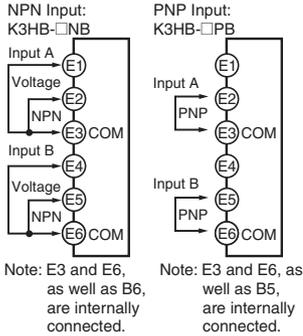 NPN Input:
K3HB-□NB
Input A
E1
Voltage
E2
NPN
E3 COM
Input B
E4
Voltage
E5
NPN
E6 COM
Note: E3 and E6,
as well as B6,
are internally
connected.
PNP Input:
K3HB-□PB
E1
Input A
E2
PNP
E3 COM
E4
Input B
E5
PNP
E6 COM
Note: E3 and E6, as
well as B5,
are internally
connected.